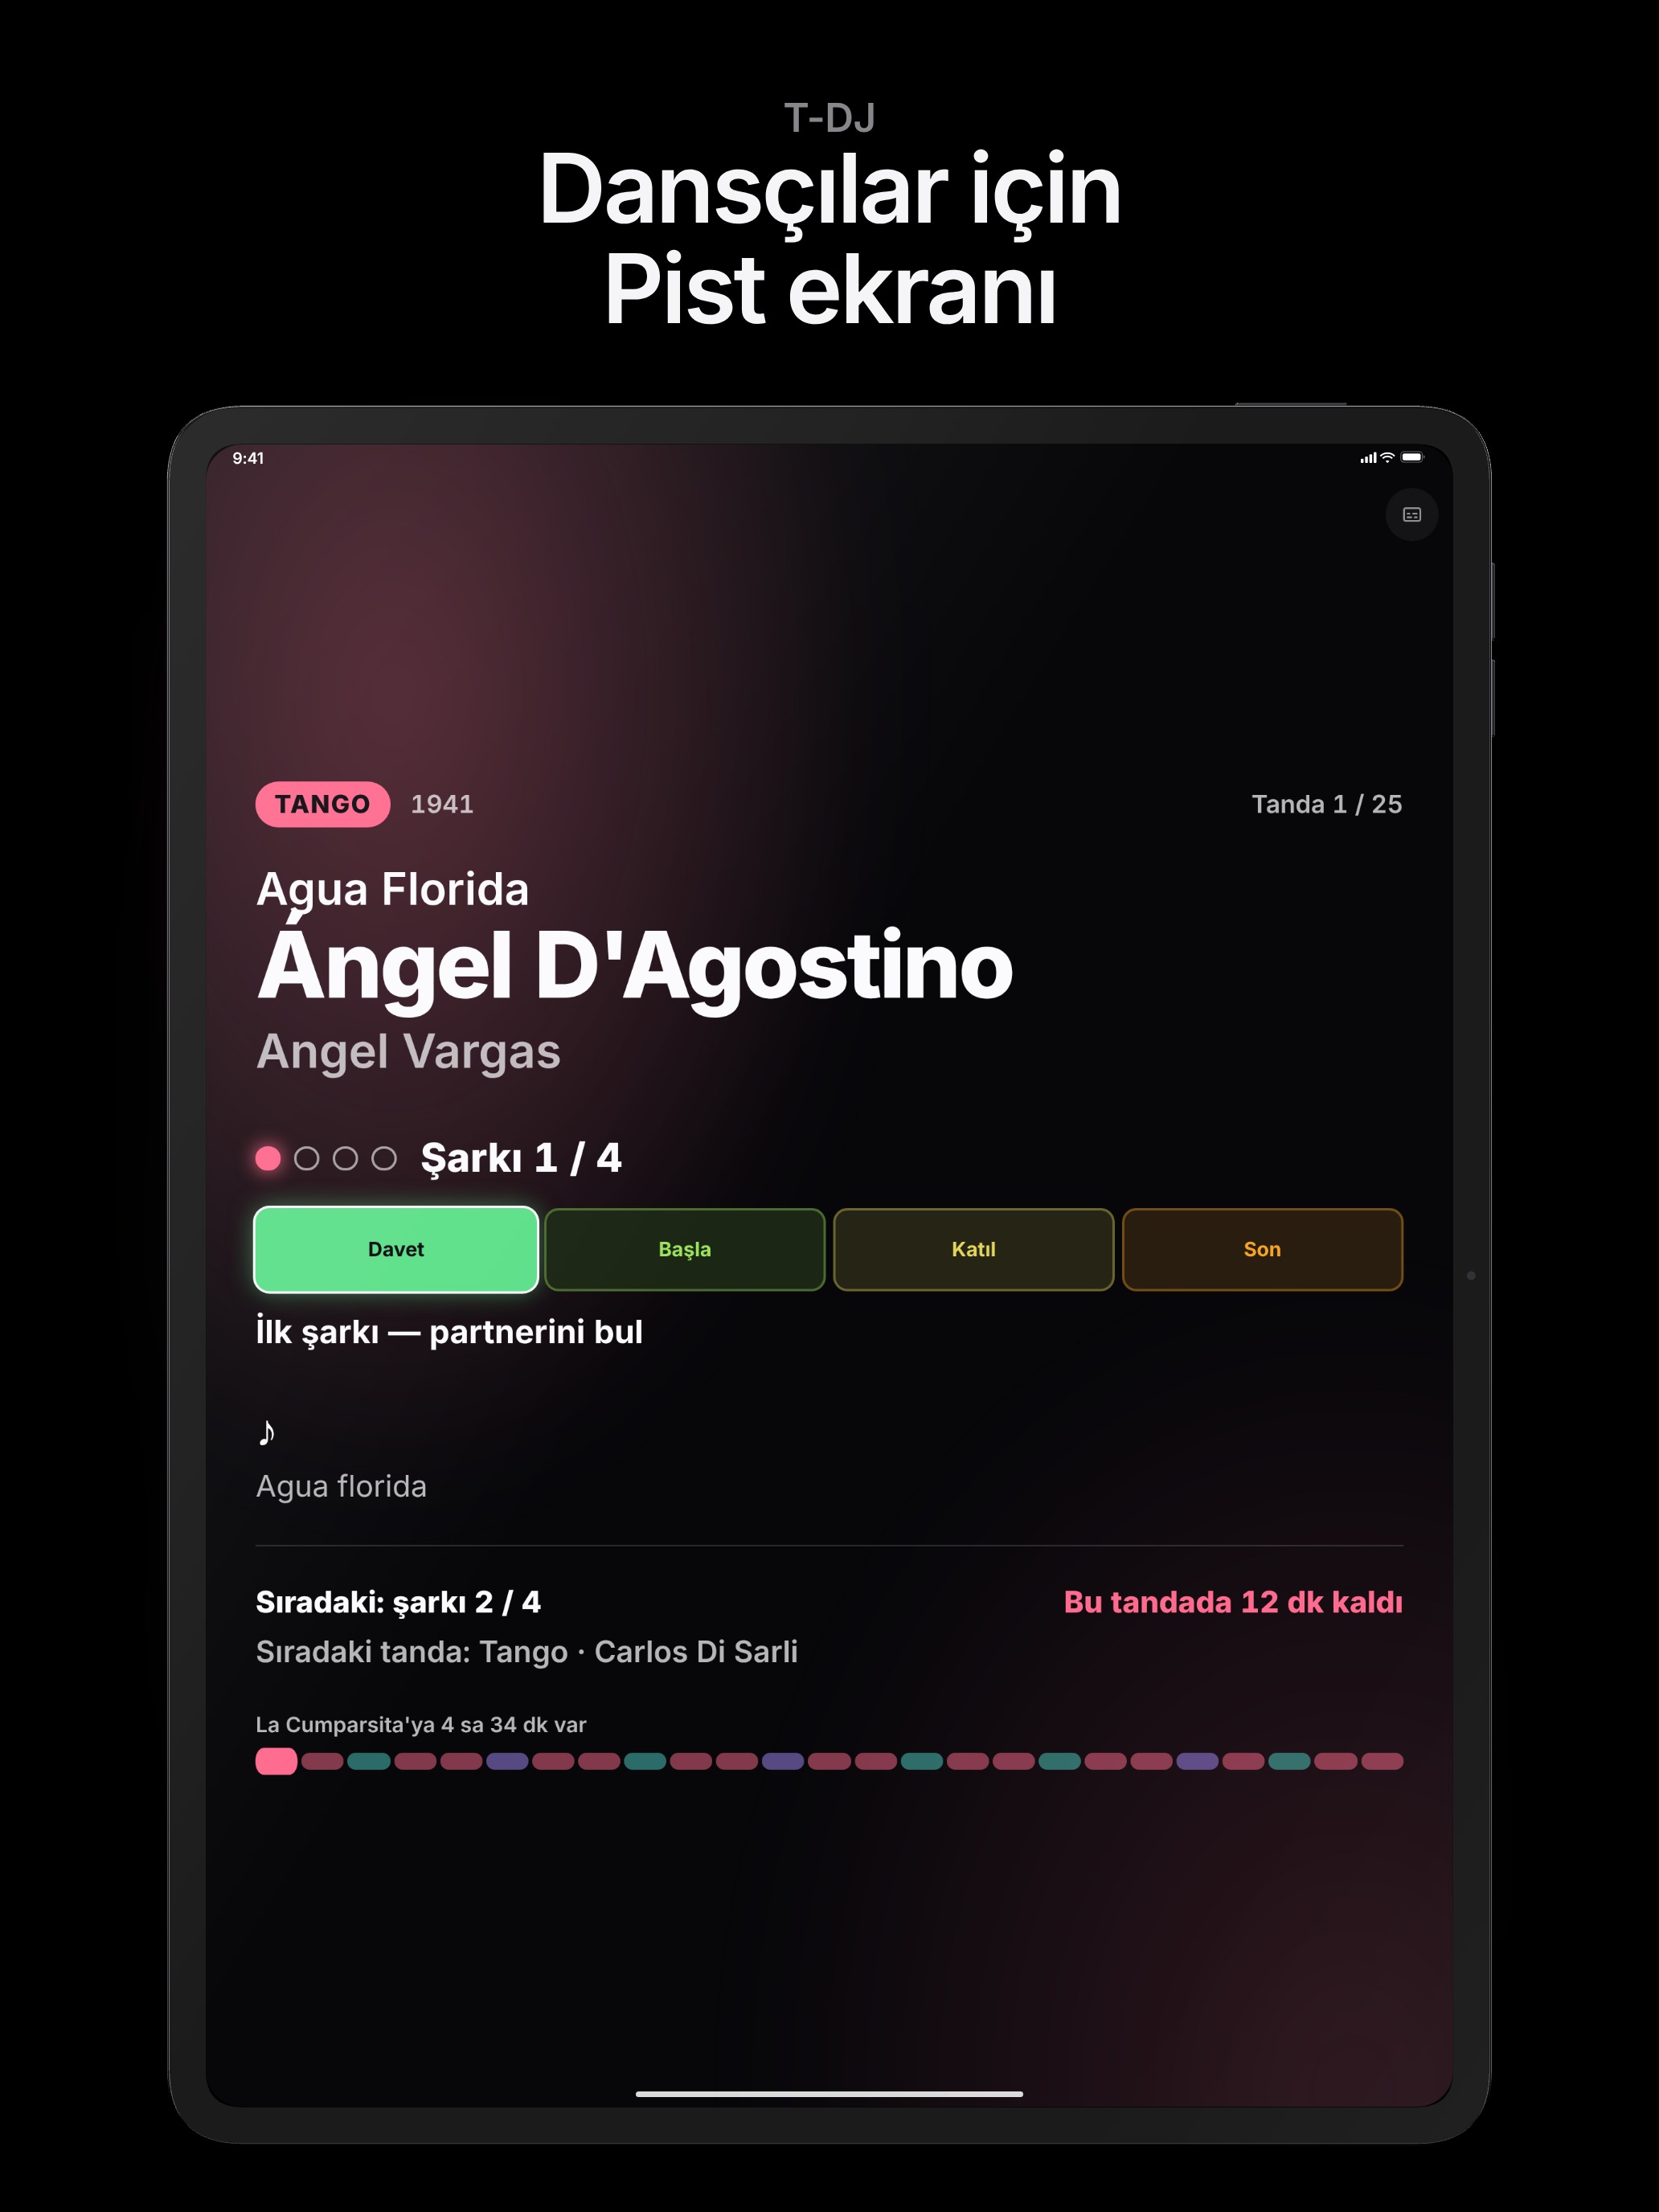 T-DJ
Dansçılar için
Pist ekranı
9:41
TANGO 1941 Tanda 1 / 25
Agua Florida
Ángel D'Agostino
Angel Vargas
Şarkı 1 / 4
Davet Başla Katıl Son
İlk şarkı — partnerini bul
♪
Agua florida
Sıradaki: şarkı 2 / 4 Bu tandada 12 dk kaldı
Sıradaki tanda: Tango · Carlos Di Sarli
La Cumparsita'ya 4 sa 34 dk var